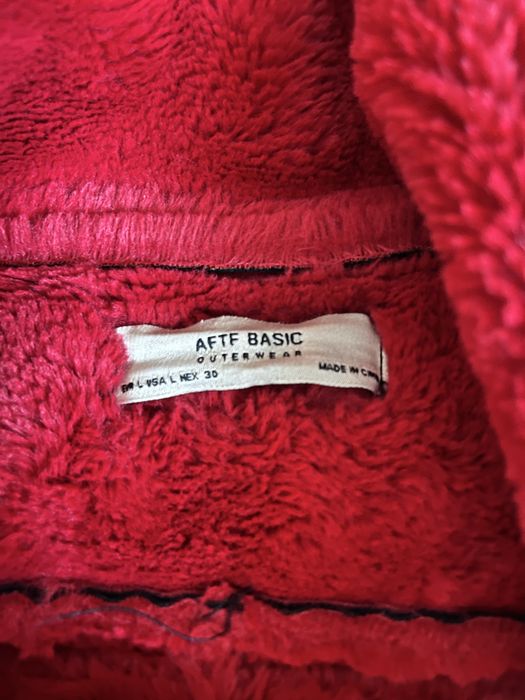 AFTF BASIC
OUTERWEAR
L USA L MEX 30
MADE IN